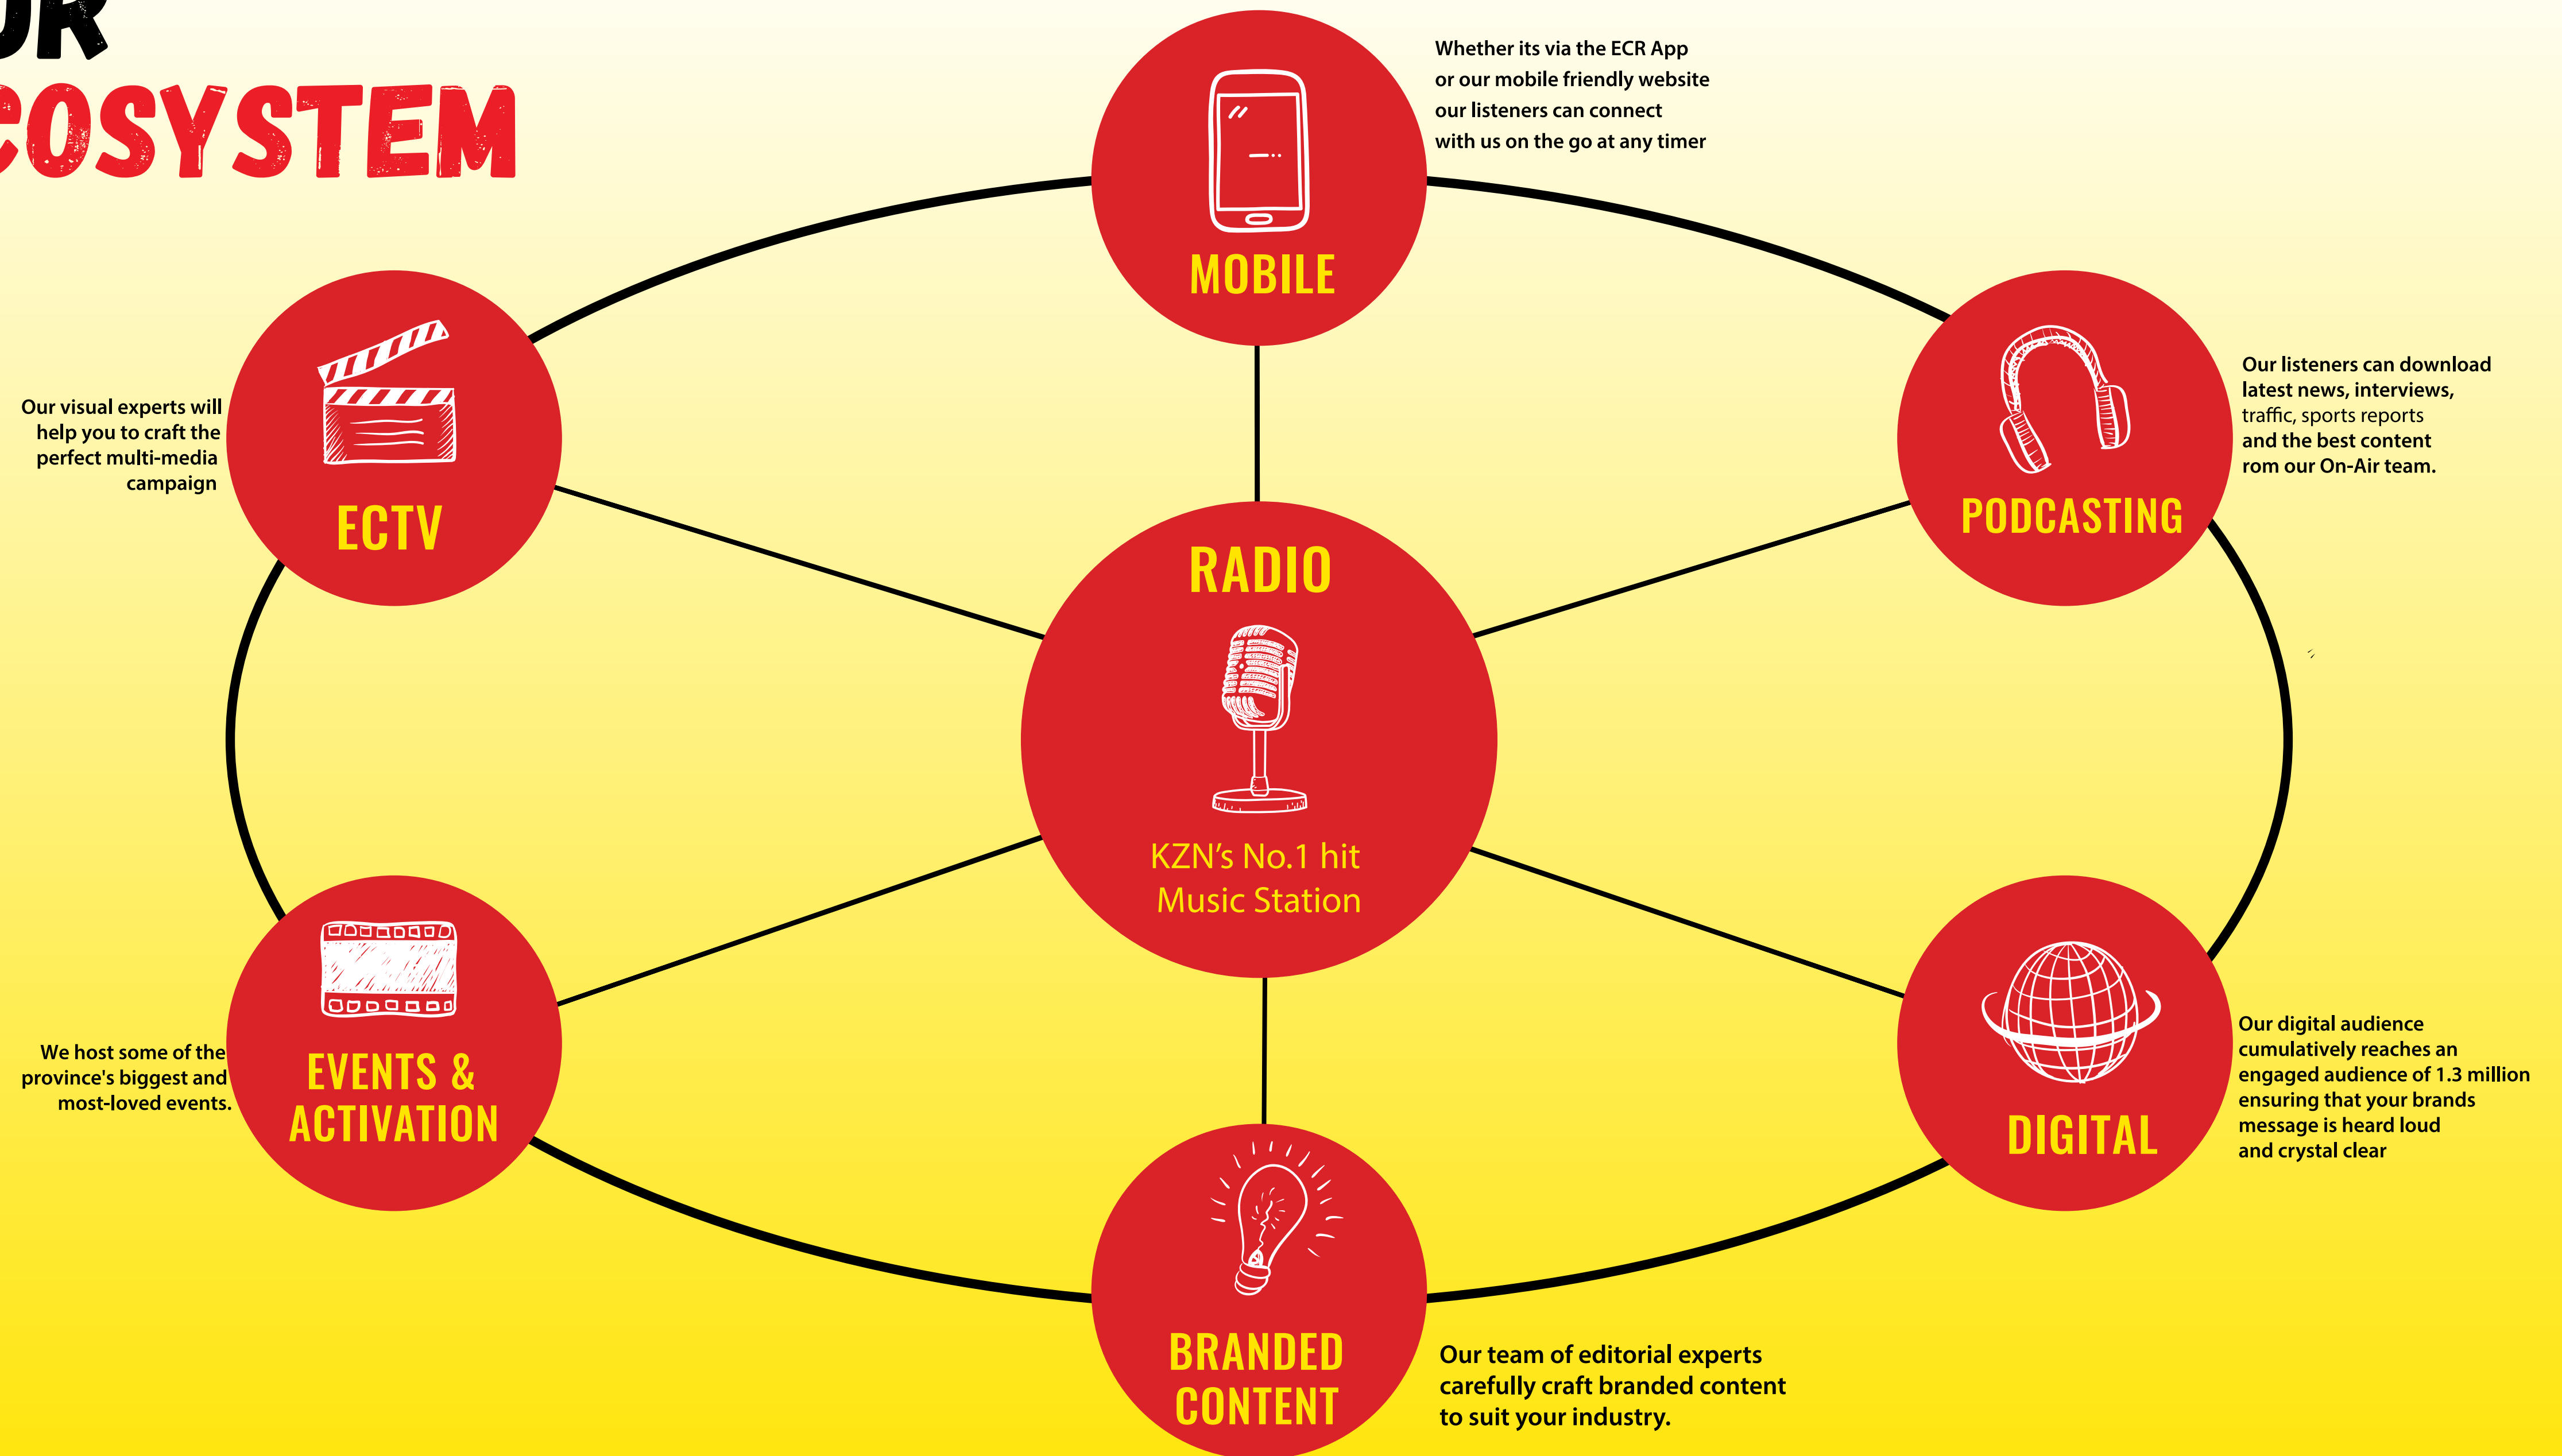 UR
COSYSTEM
Whether its via the ECR App
or our mobile friendly website
our listeners can connect
with us on the go at any timer
MOBILE
Our visual experts will
help you to craft the
perfect multi-media
campaign
ECTV
Our listeners can download
latest news, interviews,
traffic, sports reports
and the best content
rom our On-Air team.
PODCASTING
RADIO
KZN’s No.1 hit
Music Station
We host some of the
province's biggest and
most-loved events.
EVENTS &
ACTIVATION
Our digital audience
cumulatively reaches an
engaged audience of 1.3 million
ensuring that your brands
message is heard loud
and crystal clear
DIGITAL
BRANDED
CONTENT
Our team of editorial experts
carefully craft branded content
to suit your industry.